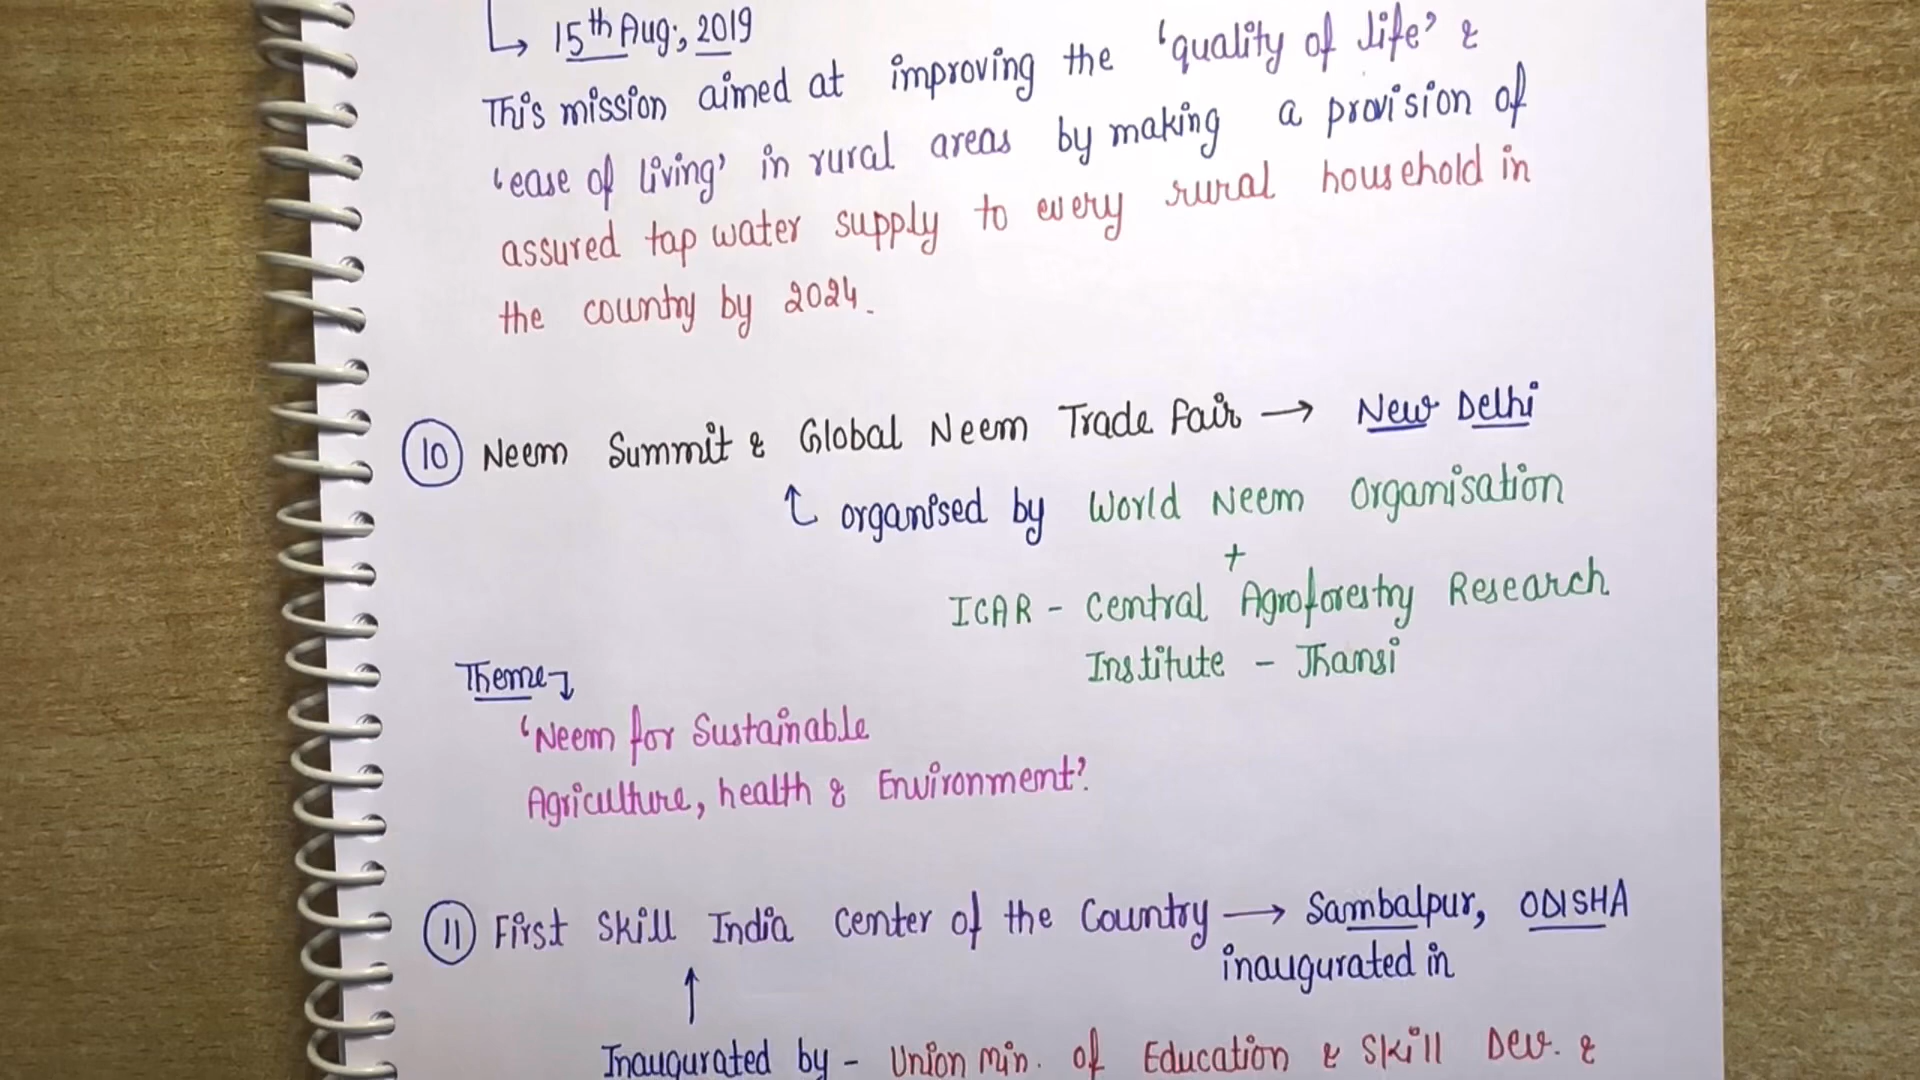 ↳ 15th Aug;, 2019
This mission aimed at improving the 'quality of life' &
'ease of living' in rural areas by making a provision of
assured tap water supply to every rural household in
the country by 2024.
10 Neem Summit & Global Neem Trade Fair → New Delhi
↑ organised by World Neem Organisation
+
ICAR - Central Agroforestry Research
Institute - Jhansi
Theme↴
'Neem for Sustainable
Agriculture, health & Environment'.
11 First Skill India Center of the Country → Sambalpur, ODISHA
inaugurated in
↑
Inaugurated by - Union Min. of Education & Skill Dev. &